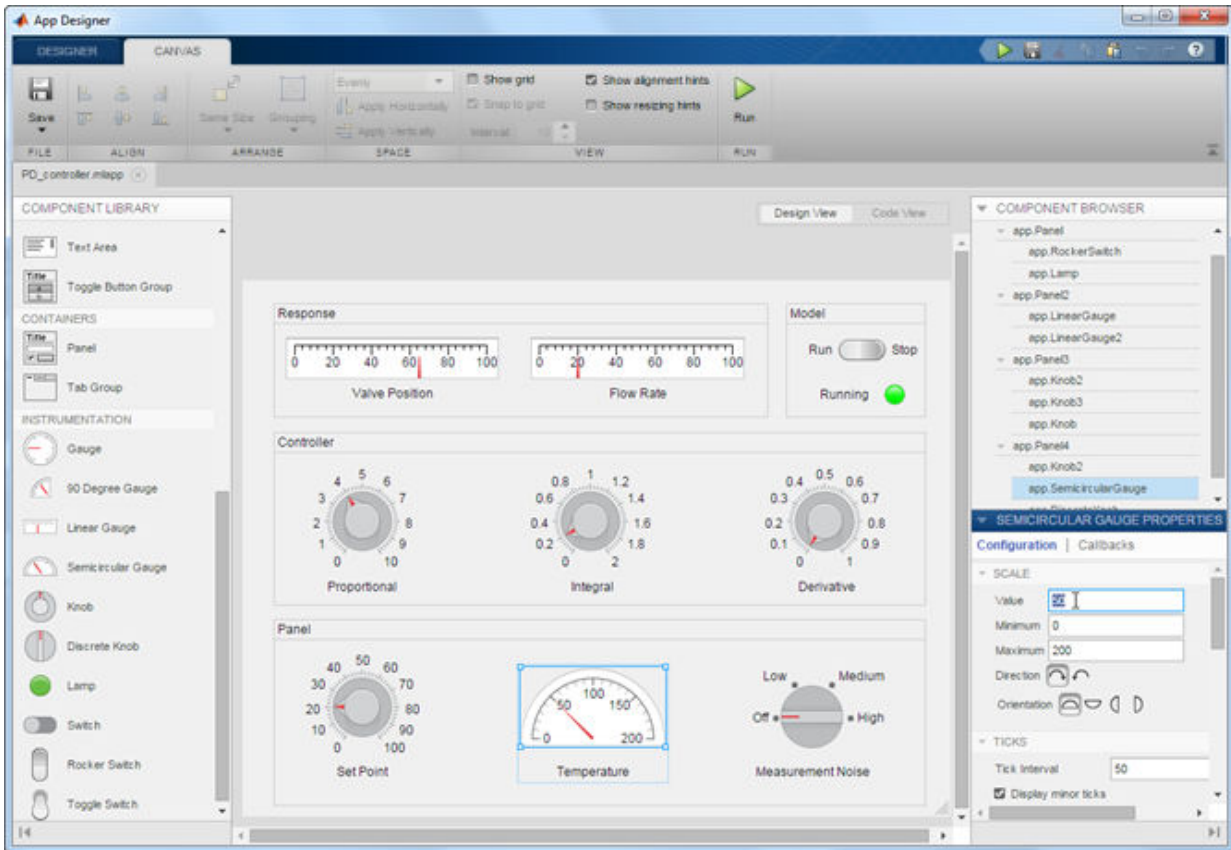 App Designer
DESIGNER CANVAS
Save
Same Size Grouping
Evenly
Apply Horizontally
Apply Vertically
Show grid
Snap to grid
Interval
Show alignment hints
Show resizing hints
Run
FILE ALIGN ARRANGE SPACE VIEW RUN
PD_controller.mlapp
COMPONENT LIBRARY
Text Area
Toggle Button Group
CONTAINERS
Panel
Tab Group
INSTRUMENTATION
Gauge
90 Degree Gauge
Linear Gauge
Semicircular Gauge
Knob
Discrete Knob
Lamp
Switch
Rocker Switch
Toggle Switch
Design View Code View
Response
0 20 40 60 80 100
Valve Position
0 20 40 60 80 100
Flow Rate
Model
Run Stop
Running
Controller
0 1 2 3 4 5 6 7 8 9 10
Proportional
0 0.2 0.4 0.6 0.8 1 1.2 1.4 1.6 1.8 2
Integral
0 0.1 0.2 0.3 0.4 0.5 0.6 0.7 0.8 0.9 1
Derivative
Panel
0 10 20 30 40 50 60 70 80 90 100
Set Point
0 50 100 150 200
Temperature
Off Low Medium High
Measurement Noise
COMPONENT BROWSER
app.Panel
app.RockerSwitch
app.Lamp
app.Panel2
app.LinearGauge
app.LinearGauge2
app.Panel3
app.Knob2
app.Knob3
app.Knob
app.Panel4
app.Knob2
app.SemicircularGauge
SEMICIRCULAR GAUGE PROPERTIES
Configuration | Callbacks
SCALE
Value 50
Minimum 0
Maximum 200
Direction
Orientation
TICKS
Tick Interval 50
Display minor ticks